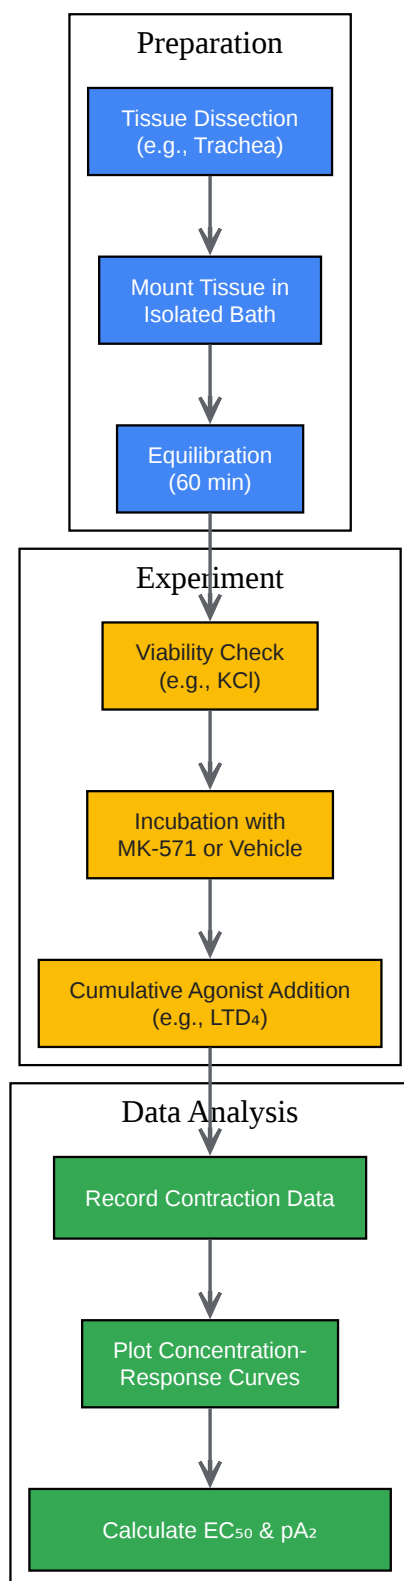 Preparation
Tissue Dissection
(e.g., Trachea)
Mount Tissue in
Isolated Bath
Equilibration
(60 min)
Experiment
Viability Check
(e.g., KCl)
Incubation with
MK-571 or Vehicle
Cumulative Agonist Addition
(e.g., LTD₄)
Data Analysis
Record Contraction Data
Plot Concentration-
Response Curves
Calculate EC₅₀ & pA₂